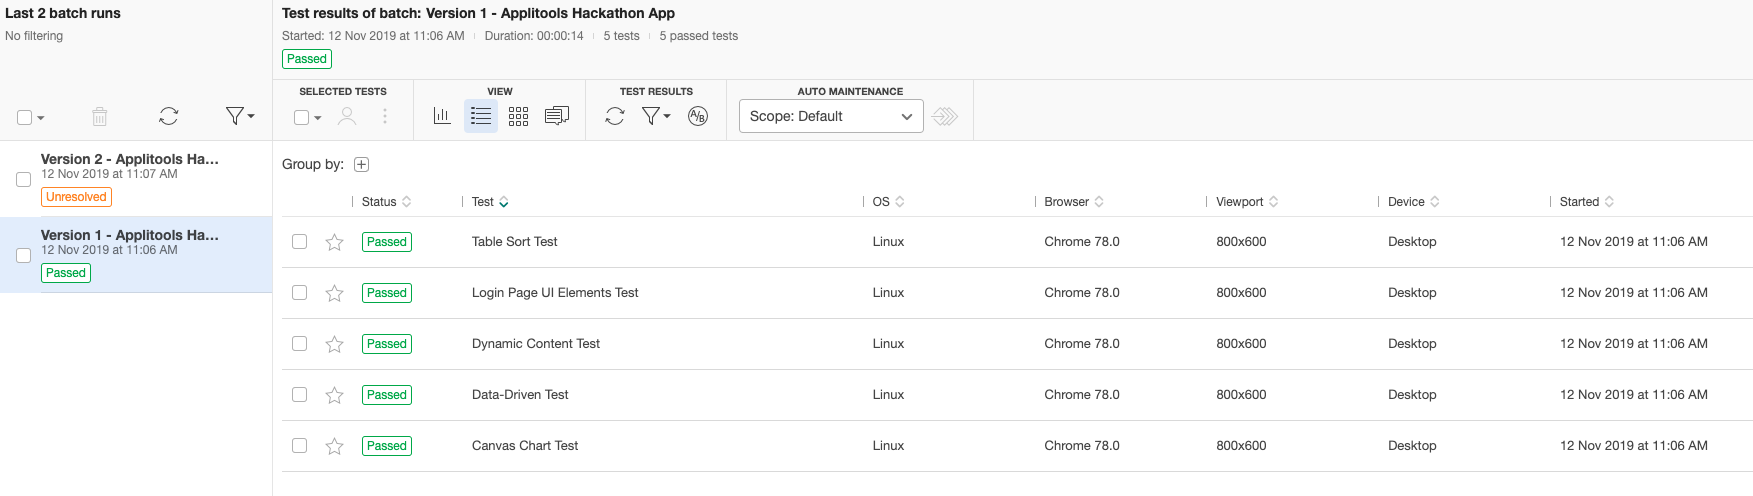 Last 2 batch runs
No filtering
Version 2 - Applitools Ha...
12 Nov 2019 at 11:07 AM
Unresolved
Version 1 - Applitools Ha...
12 Nov 2019 at 11:06 AM
Passed
Test results of batch: Version 1 - Applitools Hackathon App
Started: 12 Nov 2019 at 11:06 AM Duration: 00:00:14 5 tests 5 passed tests
Passed
SELECTED TESTS VIEW TEST RESULTS AUTO MAINTENANCE
A/B Scope: Default
Group by:
Status Test OS Browser Viewport Device Started
Passed Table Sort Test Linux Chrome 78.0 800x600 Desktop 12 Nov 2019 at 11:06 AM
Passed Login Page UI Elements Test Linux Chrome 78.0 800x600 Desktop 12 Nov 2019 at 11:06 AM
Passed Dynamic Content Test Linux Chrome 78.0 800x600 Desktop 12 Nov 2019 at 11:06 AM
Passed Data-Driven Test Linux Chrome 78.0 800x600 Desktop 12 Nov 2019 at 11:06 AM
Passed Canvas Chart Test Linux Chrome 78.0 800x600 Desktop 12 Nov 2019 at 11:06 AM